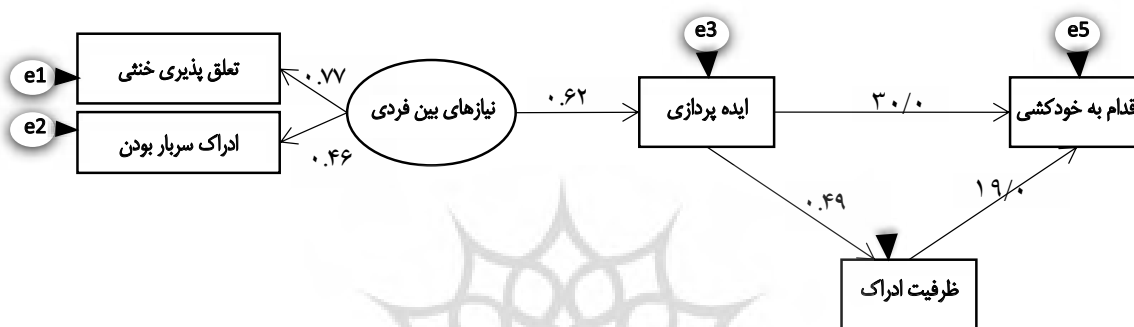 e1
تعلق پذیری خنثی
e2
ادراک سربار بودن
۰.۷۷
۰.۴۶
نیازهای بین فردی
۰.۶۲
e3
ایده پردازی
۳۰/۰
e5
قدام به خودکشی
۰.۴۹
۱۹/۰
ظرفیت ادراک